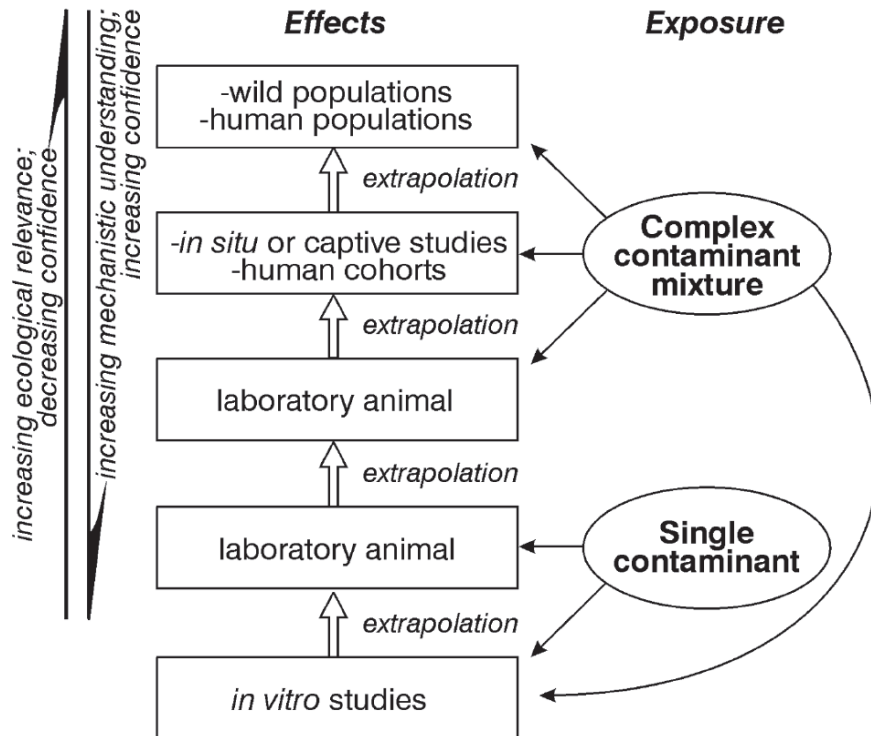 Effects
Exposure
increasing ecological relevance;
decreasing confidence
increasing mechanistic understanding;
increasing confidence
-wild populations
-human populations
extrapolation
-in situ or captive studies
-human cohorts
Complex
contaminant
mixture
extrapolation
laboratory animal
extrapolation
laboratory animal
Single
contaminant
extrapolation
in vitro studies